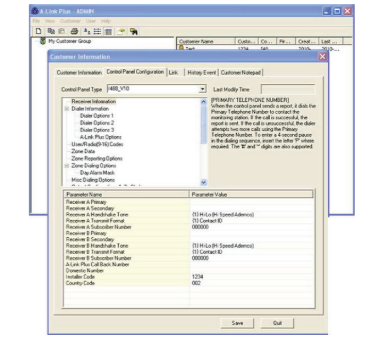 A-Link Plus - ADMIN
File View Customer User Help
My Customer Group
Customer Name Custo... Co... Re... Creat... Last ...
Test 1234 2010-... 2010-...
Customer Information
Customer Information Control Panel Configuration Link History Event Customer Notepad
Control Panel Type i488_V10 Last Modify Time
Receiver Information
Dialer Information
Dialer Options 1
Dialer Options 2
Dialer Options 3
A-Link Plus Options
User/Radio(9-16) Codes
Zone Data
Zone Reporting Options
Zone Dialing Options
Day Alarm Mask
Misc Dialing Options
[PRIMARY TELEPHONE NUMBER]
When the control panel sends a report, it dials the
Primary Telephone Number to contact the
monitoring station. If the call is successful, the
report is sent. If the call is unsuccessful, the dialer
attempts two more calls using the Primary
Telephone Number. To enter a 4 second pause
in the dialing sequence, insert the letter 'P' where
required. The '#' and '*' digits are also supported.
Parameter Name Parameter Value
Receiver A Primary
Receiver A Secondary
Receiver A Handshake Tone (1) Hi-Lo (Hi Speed Ademco)
Receiver A Transmit Format (1) Contact ID
Receiver A Subscriber Number 000000
Receiver B Primary
Receiver B Secondary
Receiver B Handshake Tone (1) Hi-Lo (Hi Speed Ademco)
Receiver B Transmit Format (1) Contact ID
Receiver B Subscriber Number 000000
A-Link Plus Call Back Number
Domestic Number
Installer Code 1234
Country Code 002
Save Quit